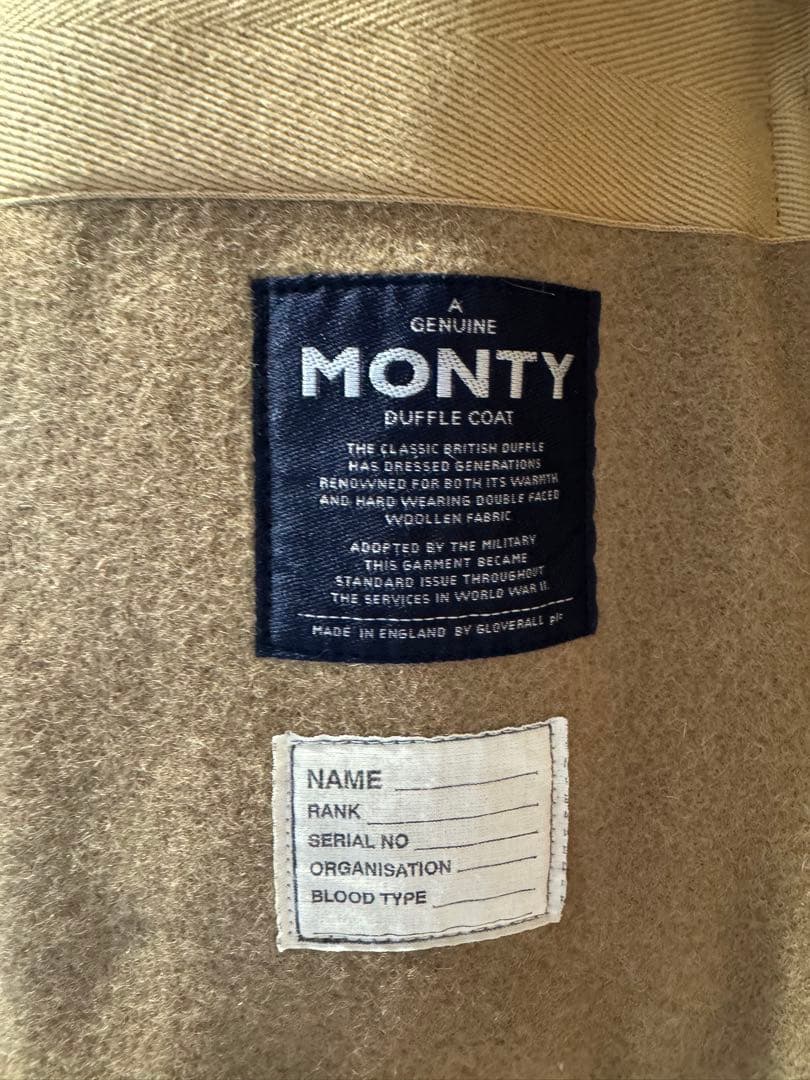 A
GENUINE
MONTY
DUFFLE COAT
THE CLASSIC BRITISH DUFFLE
HAS DRESSED GENERATIONS
RENOWNED FOR BOTH ITS WARMTH
AND HARD WEARING DOUBLE FACED
WOOLLEN FABRIC
ADOPTED BY THE MILITARY
THIS GARMENT BECAME
STANDARD ISSUE THROUGHOUT
THE SERVICES IN WORLD WAR II.
MADE IN ENGLAND BY GLOVERALL plc
NAME
RANK
SERIAL NO
ORGANISATION
BLOOD TYPE